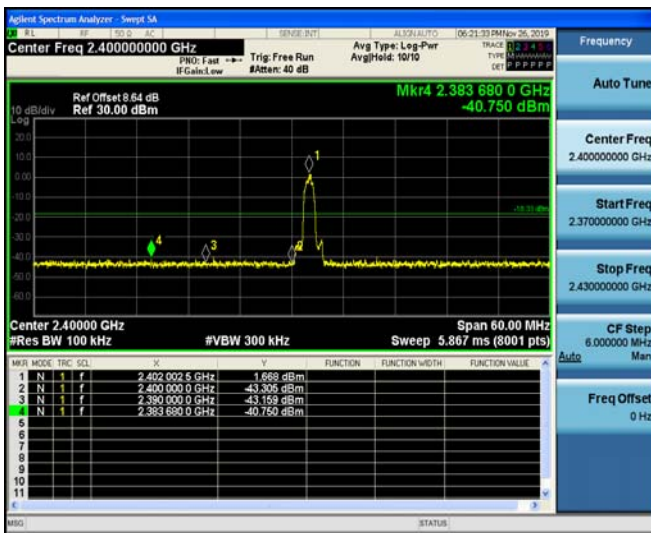 Agilent Spectrum Analyzer - Swept SA
RL RF 50 Ω AC SENSE:INT ALIGN AUTO 06:21:33 PM Nov 26, 2019
Center Freq 2.400000000 GHz
PNO: Fast
IFGain:Low
Trig: Free Run
#Atten: 40 dB
Avg Type: Log-Pwr
Avg|Hold: 10/10
TRACE 1 2 3 4 5 6
TYPE M
DET P P P P P P
Ref Offset 8.64 dB
Ref 30.00 dBm
10 dB/div
Log
Mkr4 2.383 680 0 GHz
-40.750 dBm
20.0
10.0
0.00
-10.0
-20.0
-30.0
-40.0
-50.0
-60.0
1
2
3
4
Center 2.40000 GHz
#Res BW 100 kHz
#VBW 300 kHz
Span 60.00 MHz
Sweep 5.867 ms (8001 pts)
MKR MODE TRC SCL X Y FUNCTION FUNCTION WIDTH FUNCTION VALUE
1 N 1 f 2.402 002 5 GHz 1.668 dBm
2 N 1 f 2.400 000 0 GHz -43.305 dBm
3 N 1 f 2.390 000 0 GHz -43.159 dBm
4 N 1 f 2.383 680 0 GHz -40.750 dBm
5
6
7
8
9
10
11
MSG
STATUS
Frequency
Auto Tune
Center Freq
2.400000000 GHz
Start Freq
2.370000000 GHz
Stop Freq
2.430000000 GHz
CF Step
6.000000 MHz
Auto Man
Freq Offset
0 Hz